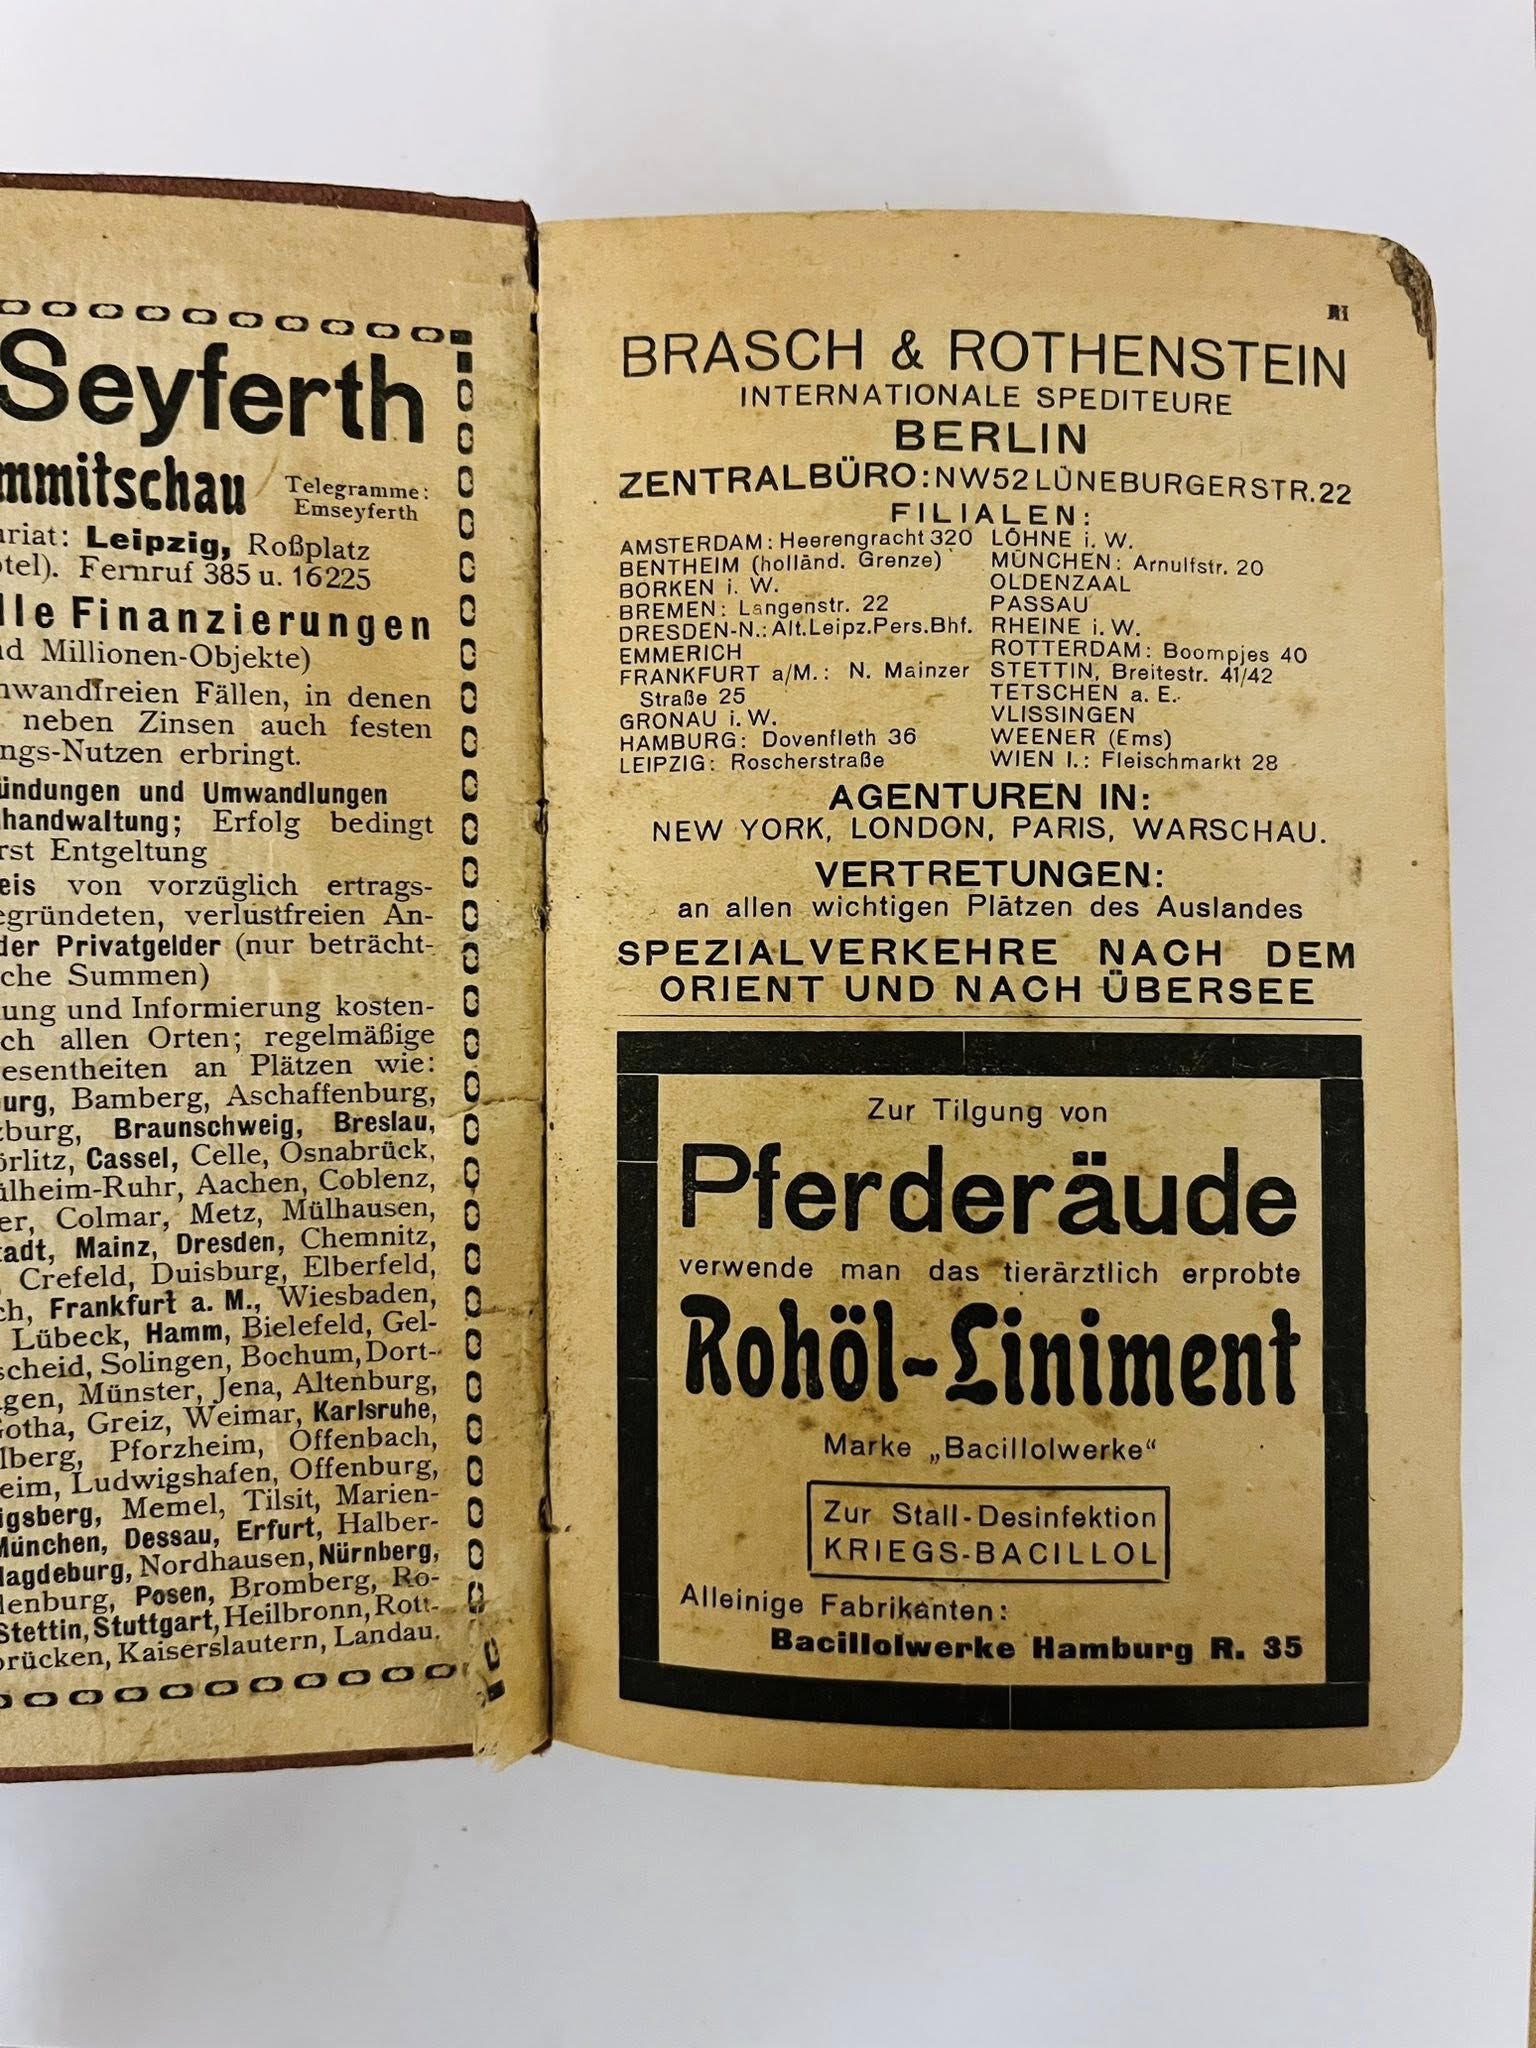 Seyferth
mmitschau
Telegramme:
Emseyferth
ariat: Leipzig, Roßplatz
otel). Fernruf 385 u. 16225
lle Finanzierungen
nd Millionen-Objekte)
nwandfreien Fällen, in denen
neben Zinsen auch festen
ngs-Nutzen erbringt.
ündungen und Umwandlungen
nhandwaltung; Erfolg bedingt
rst Entgeltung
eis von vorzüglich ertrags-
egründeten, verlustfreien An-
der Privatgelder (nur beträcht-
che Summen)
ung und Informierung kosten-
ch allen Orten; regelmäßige
esentheiten an Plätzen wie:
urg, Bamberg, Aschaffenburg,
zburg, Braunschweig, Breslau,
örlitz, Cassel, Celle, Osnabrück,
ülheim-Ruhr, Aachen, Coblenz,
er, Colmar, Metz, Mülhausen,
tadt, Mainz, Dresden, Chemnitz,
Crefeld, Duisburg, Elberfeld,
ch, Frankfurt a. M., Wiesbaden,
Lübeck, Hamm, Bielefeld, Gel-
scheid, Solingen, Bochum, Dort-
gen, Münster, Jena, Altenburg,
Gotha, Greiz, Weimar, Karlsruhe,
lberg, Pforzheim, Offenbach,
eim, Ludwigshafen, Offenburg,
igsberg, Memel, Tilsit, Marien-
München, Dessau, Erfurt, Halber-
Magdeburg, Nordhausen, Nürnberg,
denburg, Posen, Bromberg, Ro-
Stettin, Stuttgart, Heilbronn, Rott-
brücken, Kaiserslautern, Landau.
BRASCH & ROTHENSTEIN
INTERNATIONALE SPEDITEURE
BERLIN
ZENTRALBÜRO: NW52 LÜNEBURGERSTR. 22
FILIALEN:
AMSTERDAM: Heerengracht 320
BENTHEIM (holländ. Grenze)
BORKEN i. W.
BREMEN: Langenstr. 22
DRESDEN-N.: Alt.Leipz.Pers.Bhf.
EMMERICH
FRANKFURT a/M.: N. Mainzer
Straße 25
GRONAU i. W.
HAMBURG: Dovenfleth 36
LEIPZIG: Roscherstraße
LÖHNE i. W.
MÜNCHEN: Arnulfstr. 20
OLDENZAAL
PASSAU
RHEINE i. W.
ROTTERDAM: Boompjes 40
STETTIN, Breitestr. 41/42
TETSCHEN a. E.
VLISSINGEN
WEENER (Ems)
WIEN I.: Fleischmarkt 28
AGENTUREN IN:
NEW YORK, LONDON, PARIS, WARSCHAU.
VERTRETUNGEN:
an allen wichtigen Plätzen des Auslandes
SPEZIALVERKEHRE NACH DEM
ORIENT UND NACH ÜBERSEE
Zur Tilgung von
Pferderäude
verwende man das tierärztlich erprobte
Rohöl-Liniment
Marke „Bacillolwerke“
Zur Stall-Desinfektion
KRIEGS-BACILLOL
Alleinige Fabrikanten:
Bacillolwerke Hamburg R. 35